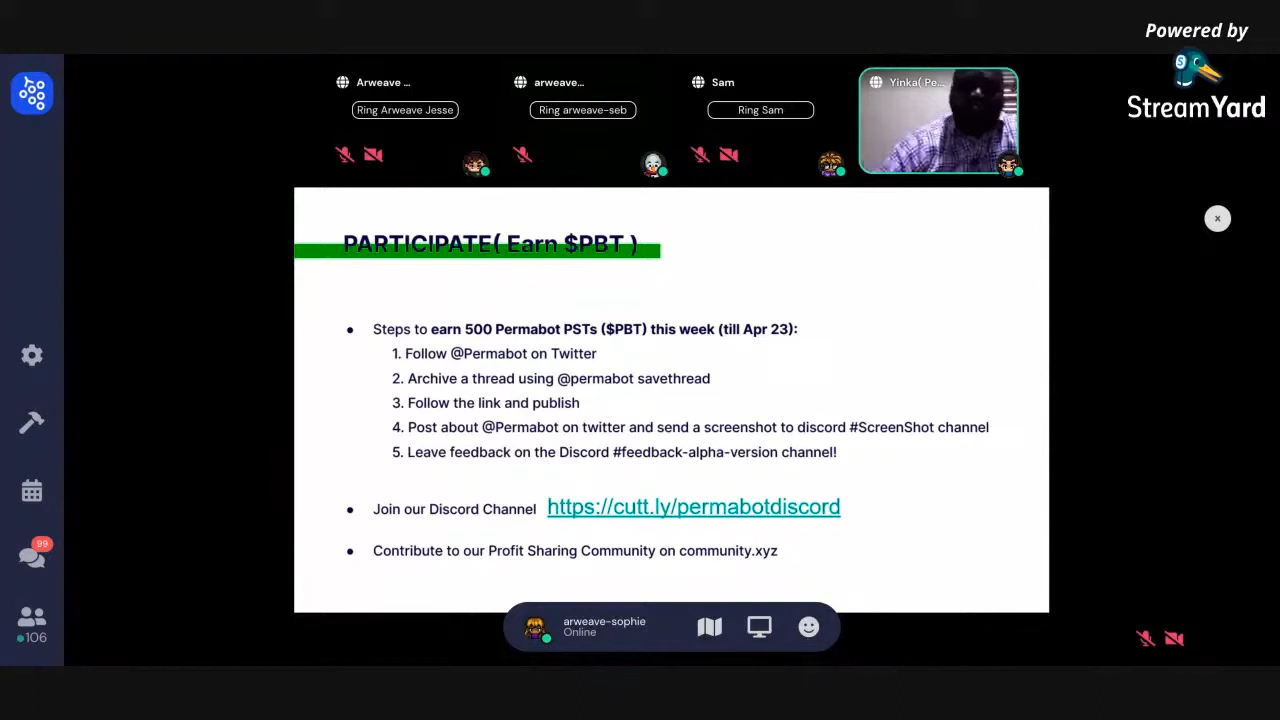 Powered by
StreamYard
Arweave ...
Ring Arweave Jesse
arweave...
Ring arweave-seb
Sam
Ring Sam
Yinka( Pe...
PARTICIPATE( Earn $PBT )
● Steps to earn 500 Permabot PSTs ($PBT) this week (till Apr 23):
1. Follow @Permabot on Twitter
2. Archive a thread using @permabot savethread
3. Follow the link and publish
4. Post about @Permabot on twitter and send a screenshot to discord #ScreenShot channel
5. Leave feedback on the Discord #feedback-alpha-version channel!
● Join our Discord Channel https://cutt.ly/permabotdiscord
● Contribute to our Profit Sharing Community on community.xyz
99
106
arweave-sophie
Online